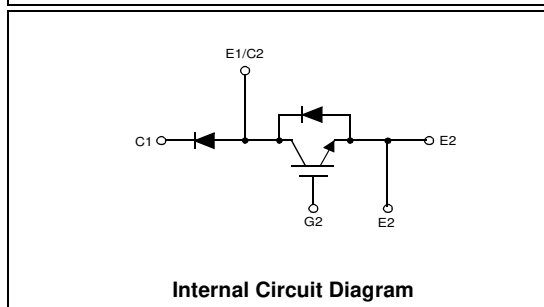 E1/C2
C1
E2
G2
E2
Internal Circuit Diagram